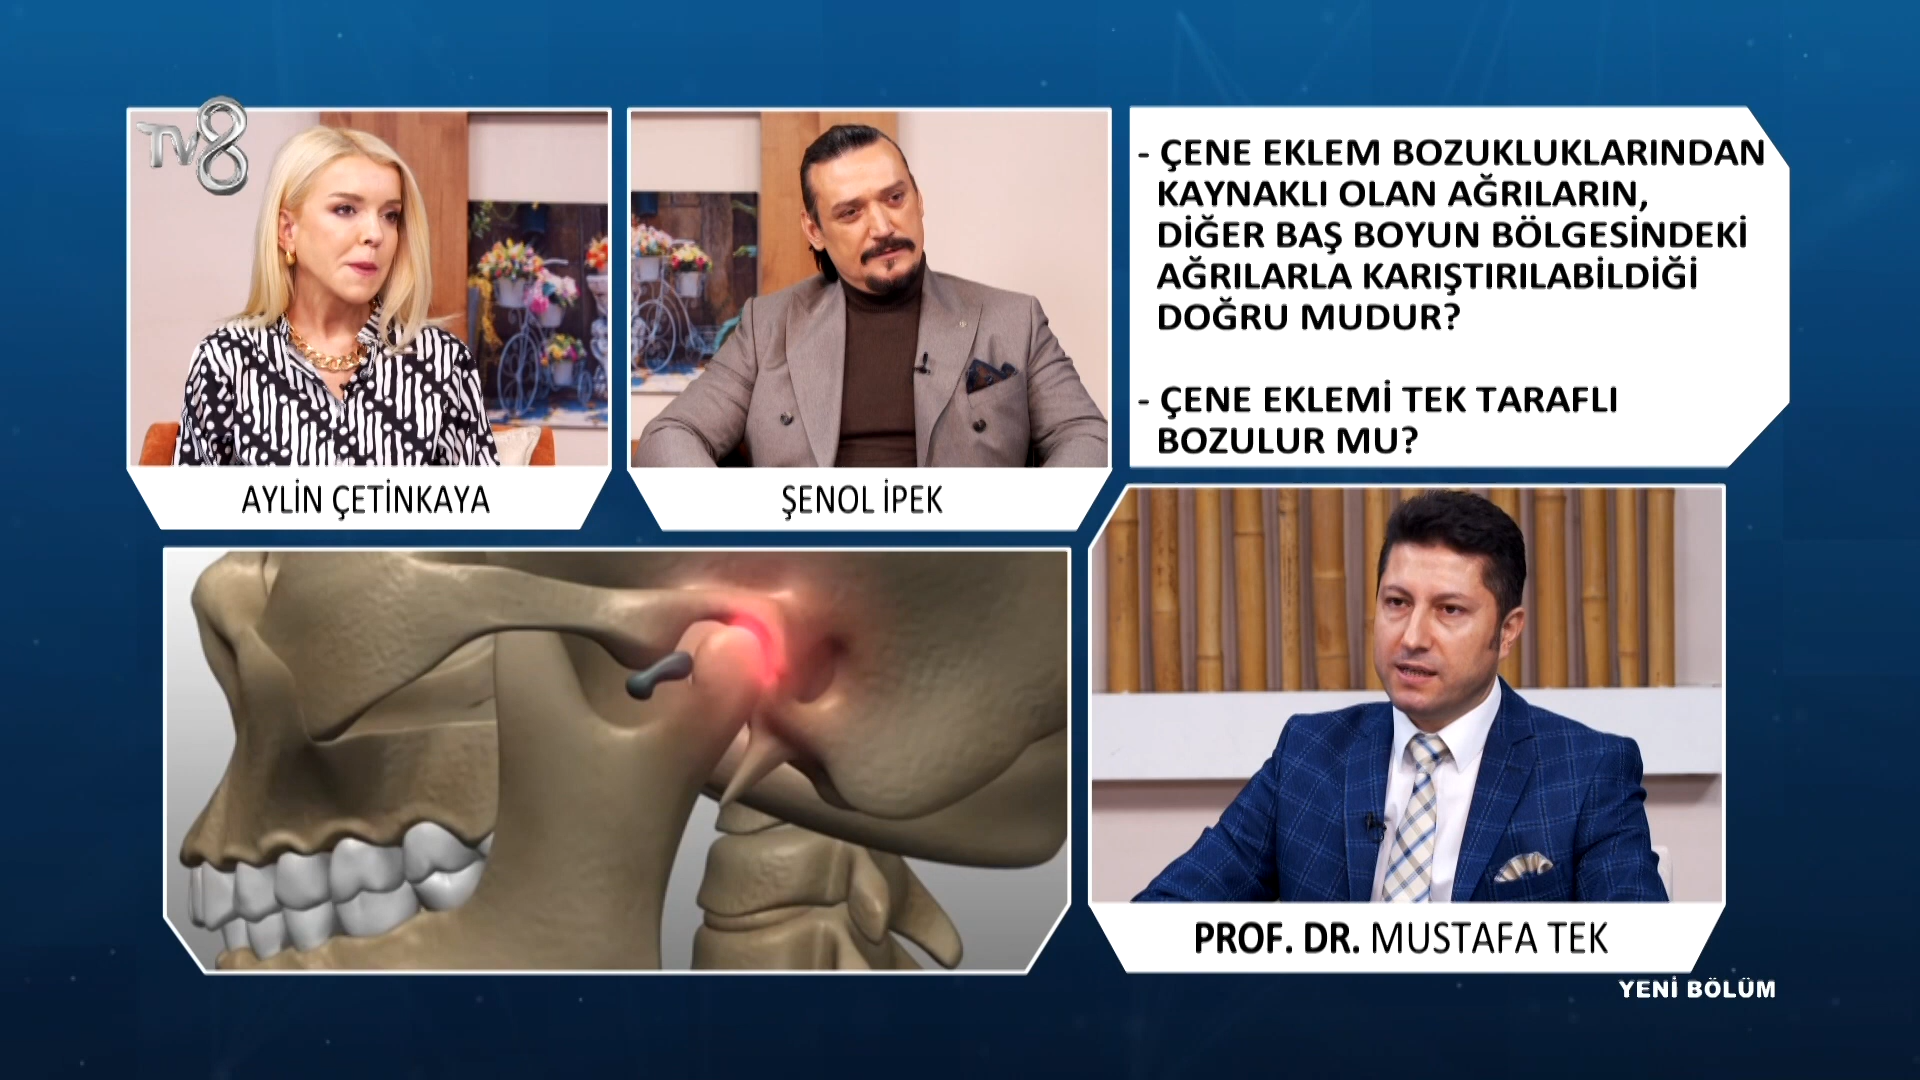 TV8
AYLİN ÇETİNKAYA
ŞENOL İPEK
- ÇENE EKLEM BOZUKLUKLARINDAN
KAYNAKLI OLAN AĞRILARIN,
DİĞER BAŞ BOYUN BÖLGESİNDEKİ
AĞRILARLA KARIŞTIRILABİLDİĞİ
DOĞRU MUDUR?
- ÇENE EKLEMİ TEK TARAFLI
BOZULUR MU?
PROF. DR. MUSTAFA TEK
YENİ BÖLÜM